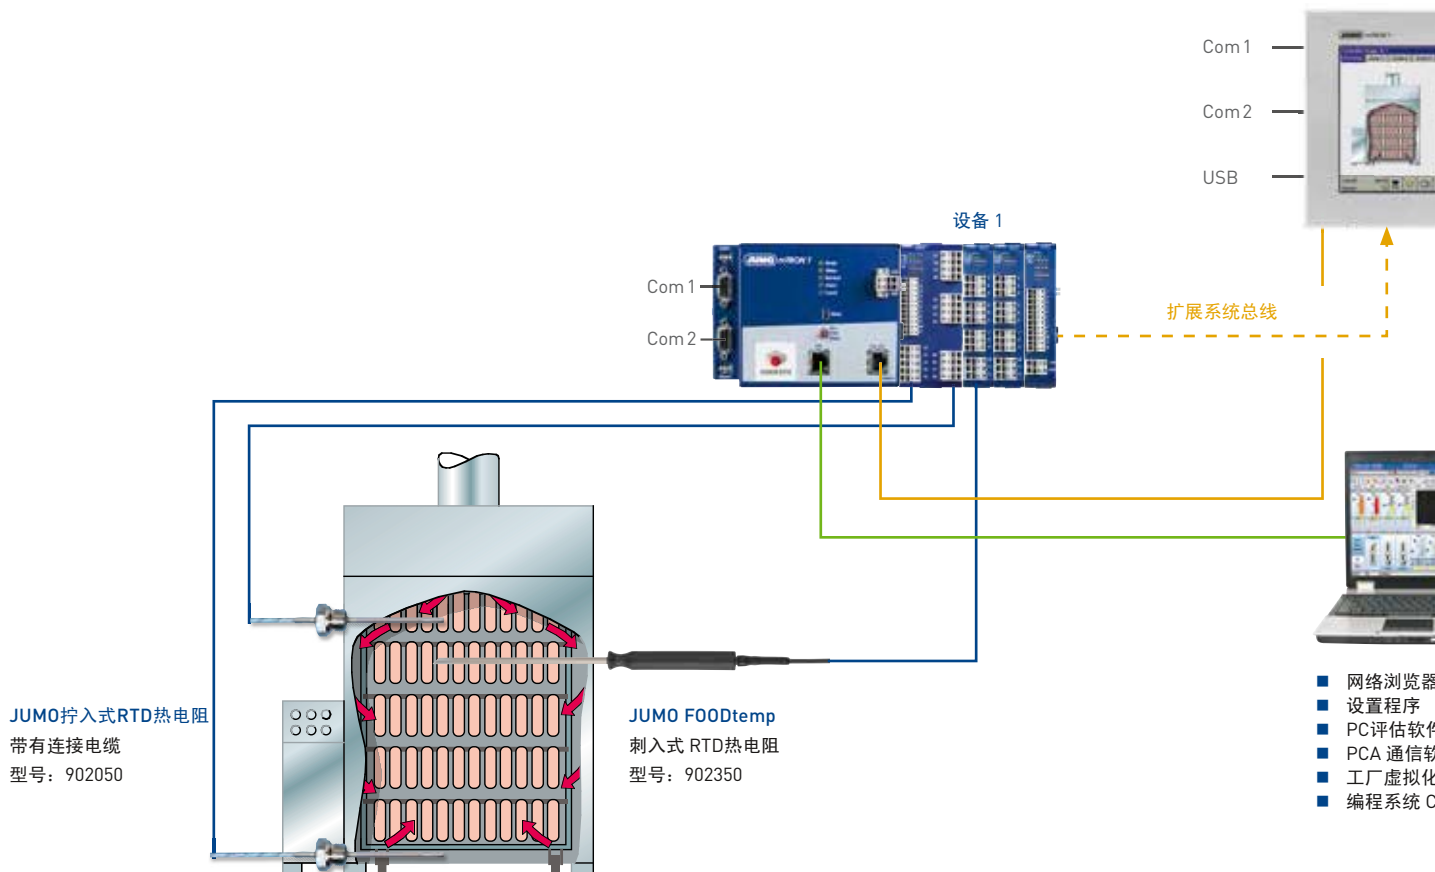 Com 1
Com 2
USB
设备 1
JUMO mTRON T
Com 1
Com 2
扩展系统总线
JUMO拧入式RTD热电阻
带有连接电缆
型号：902050
JUMO FOODtemp
刺入式 RTD热电阻
型号：902350
网络浏览器
设置程序
PC评估软件
PCA 通信软
工厂虚拟化
编程系统 C